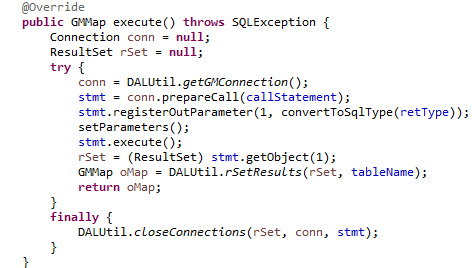 @Override
public GMMap execute() throws SQLException {
    Connection conn = null;
    ResultSet rSet = null;
    try {
        conn = DALUtil.getGMConnection();
        stmt = conn.prepareCall(callStatement);
        stmt.registerOutParameter(1, convertToSqlType(retType));
        setParameters();
        stmt.execute();
        rSet = (ResultSet) stmt.getObject(1);
        GMMap oMap = DALUtil.rSetResults(rSet, tableName);
        return oMap;
    }
    finally {
        DALUtil.closeConnections(rSet, conn, stmt);
    }
}